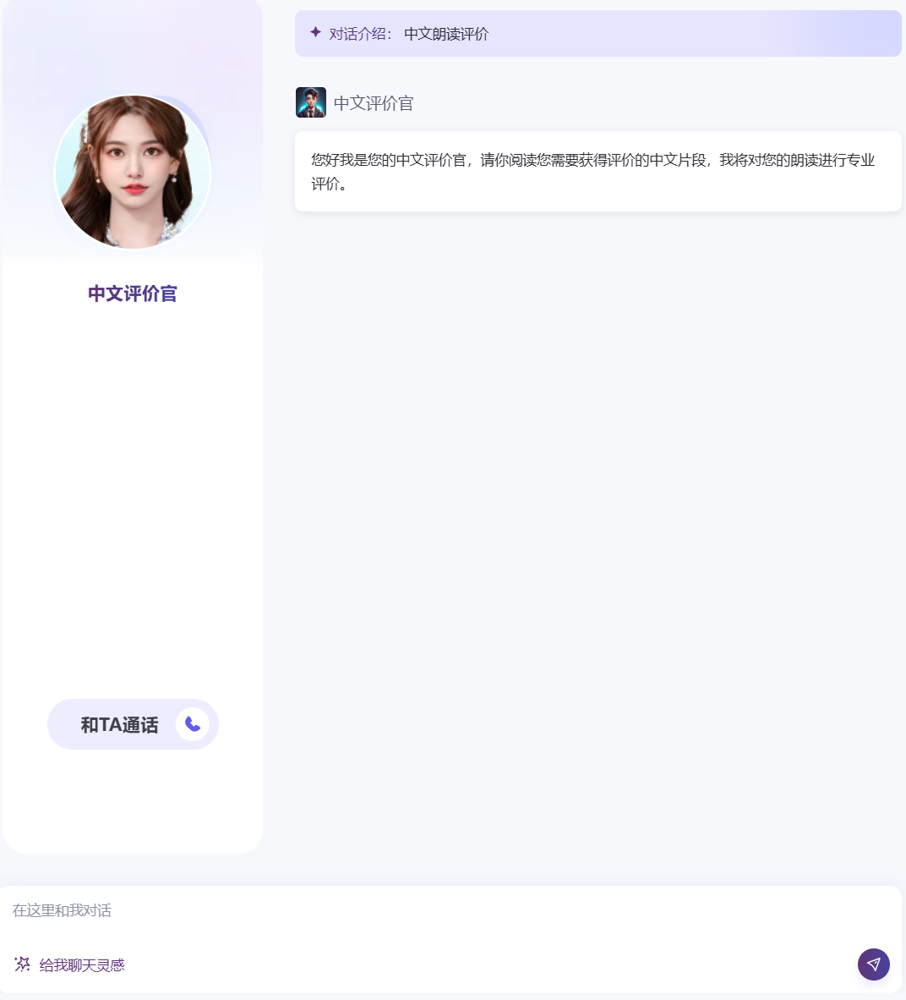 对话介绍： 中文朗读评价
中文评价官
您好我是您的中文评价官，请你阅读您需要获得评价的中文片段，我将对您的朗读进行专业
评价。
中文评价官
和TA通话
在这里和我对话
给我聊天灵感